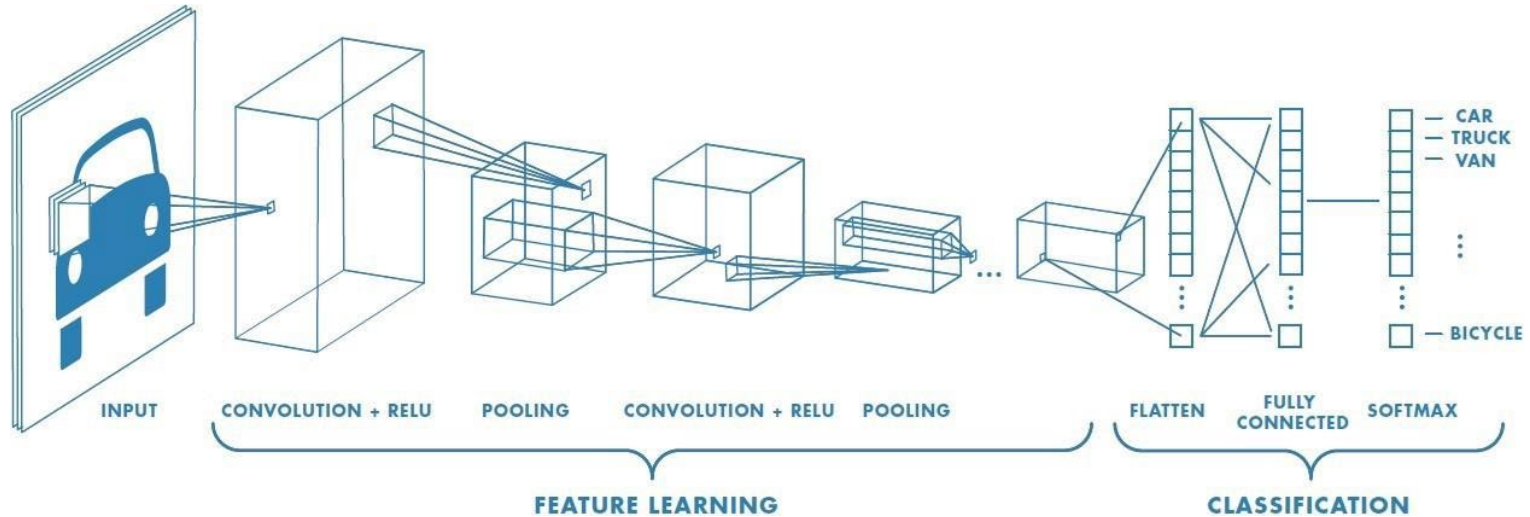 CAR
TRUCK
VAN
BICYCLE
INPUT
CONVOLUTION + RELU
POOLING
CONVOLUTION + RELU
POOLING
FLATTEN
FULLY
CONNECTED
SOFTMAX
FEATURE LEARNING
CLASSIFICATION